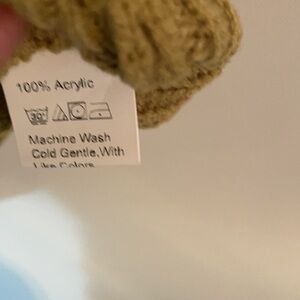 100% Acrylic
30°
Machine Wash
Cold Gentle,With
Like Colors